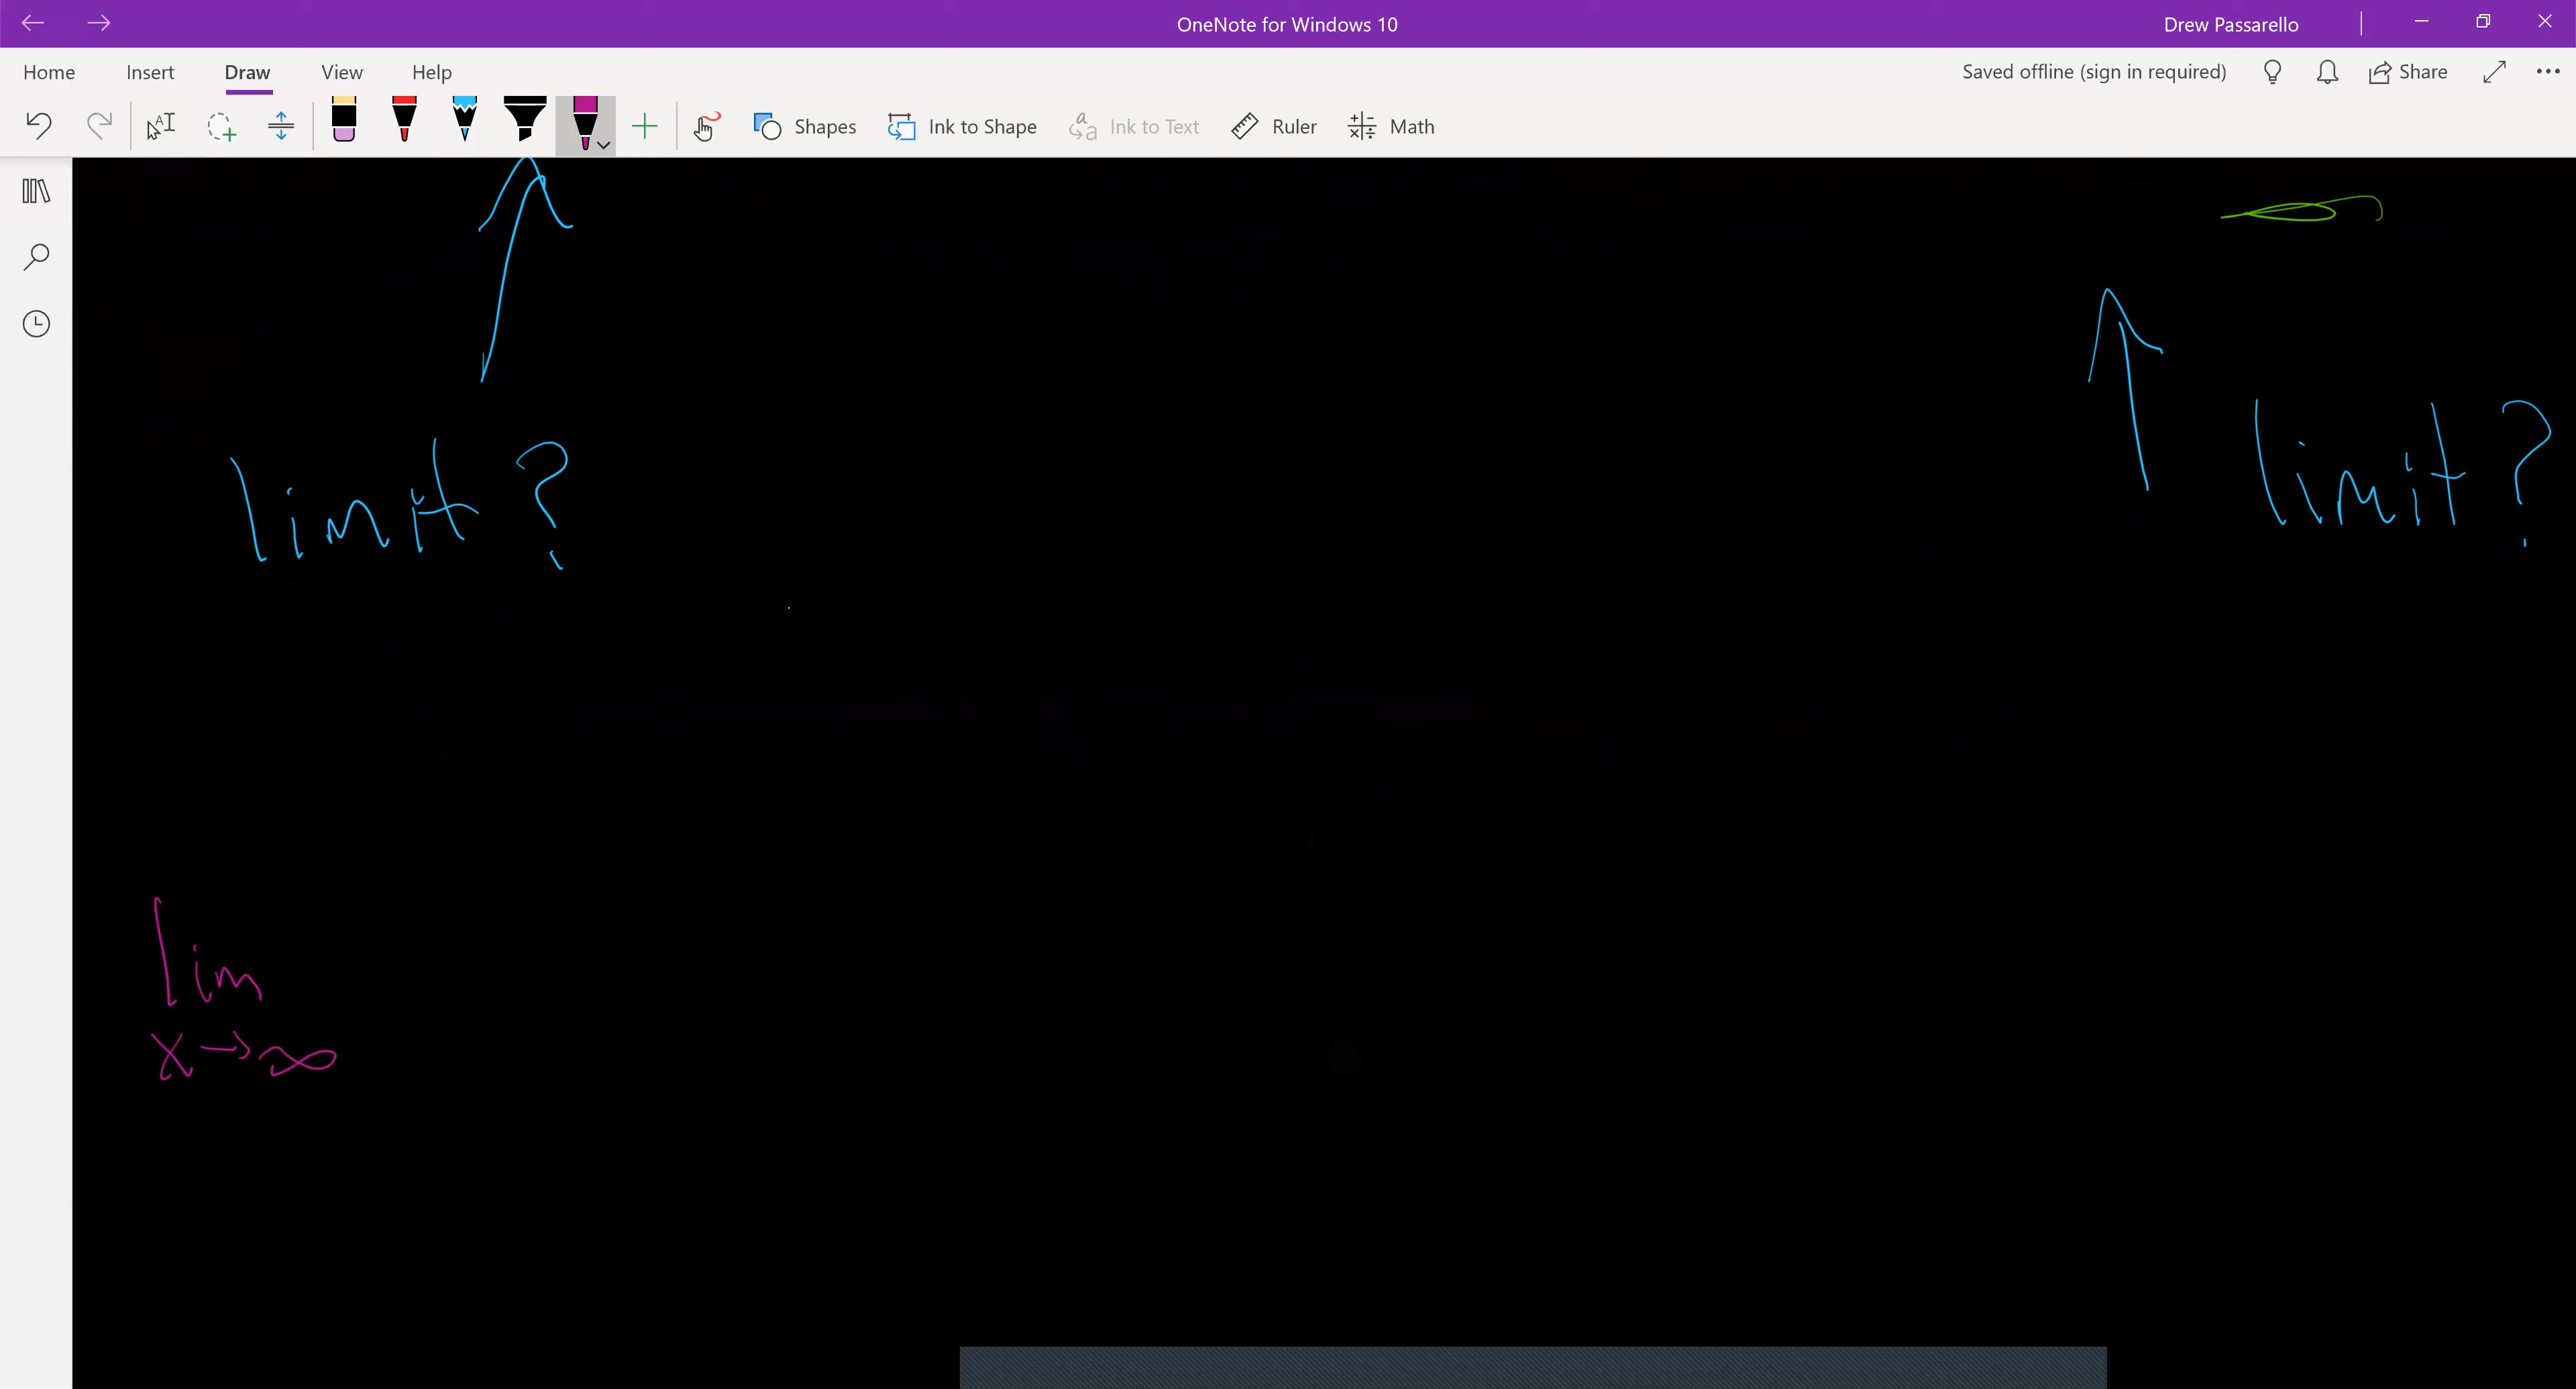 OneNote for Windows 10
Drew Passarello
Home Insert Draw View Help
Saved offline (sign in required) Share
Shapes Ink to Shape Ink to Text Ruler Math
limit?
limit?
lim
x→∞